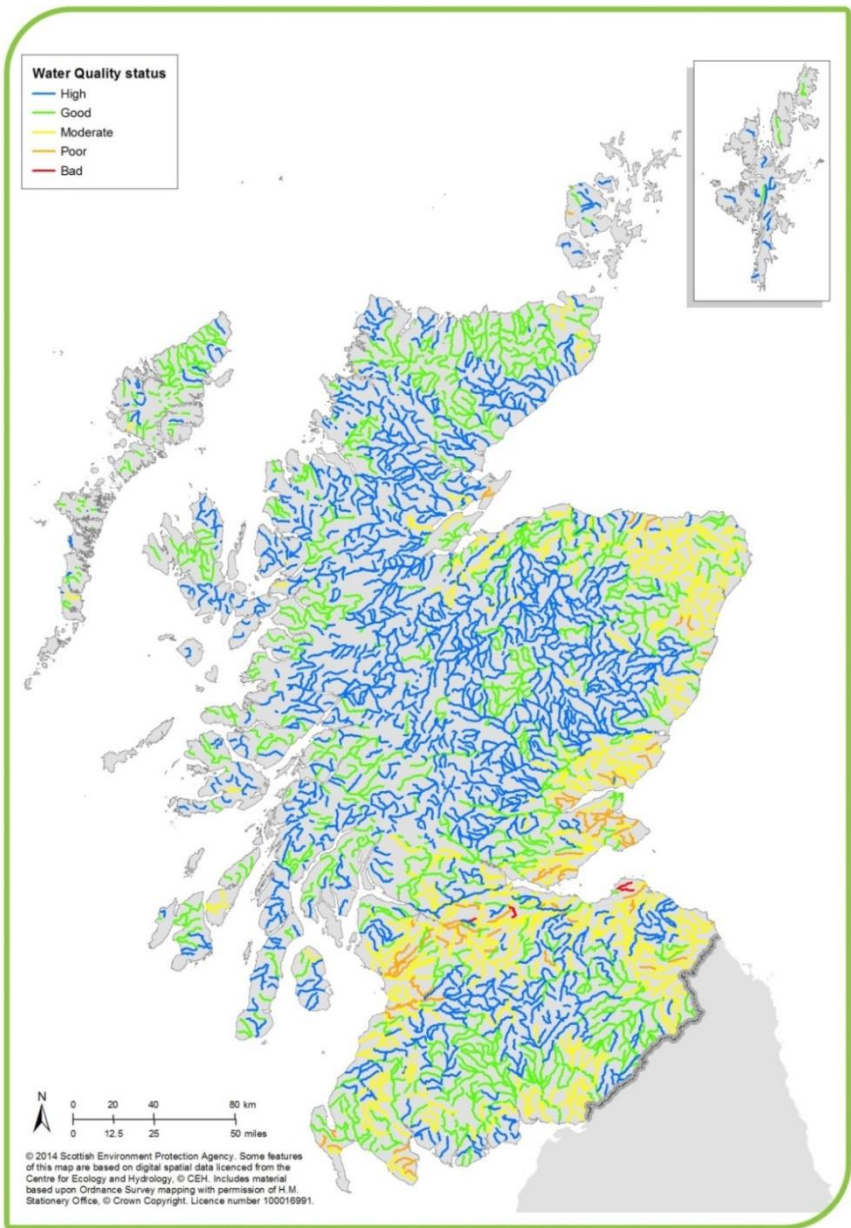 Water Quality status
High
Good
Moderate
Poor
Bad
N
0 20 40 80 km
0 12.5 25 50 miles
© 2014 Scottish Environment Protection Agency. Some features
of this map are based on digital spatial data licenced from the
Centre for Ecology and Hydrology, © CEH. Includes material
based upon Ordnance Survey mapping with permission of H.M.
Stationery Office, © Crown Copyright. Licence number 100016991.